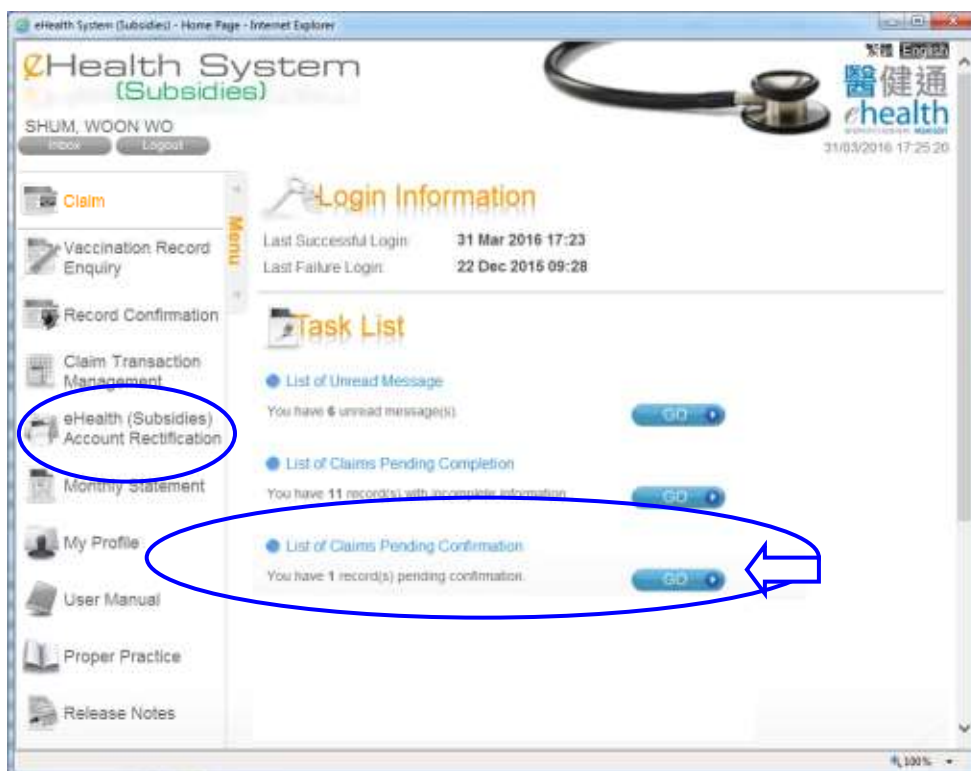 eHealth System (Subsidies) - Home Page - Internet Explorer
eHealth System
(Subsidies)
繁體 English
醫健通
ehealth
SHUM, WOON WO
Inbox Logout
31/03/2016 17:25:20
Claim
Vaccination Record
Enquiry
Record Confirmation
Claim Transaction
Management
eHealth (Subsidies)
Account Rectification
Monthly Statement
My Profile
User Manual
Proper Practice
Release Notes
Menu
Login Information
Last Successful Login: 31 Mar 2016 17:23
Last Failure Login: 22 Dec 2015 09:28
Task List
List of Unread Message
You have 6 unread message(s).
GO
List of Claims Pending Completion
You have 11 record(s) with incomplete information.
GO
List of Claims Pending Confirmation
You have 1 record(s) pending confirmation.
GO
100%